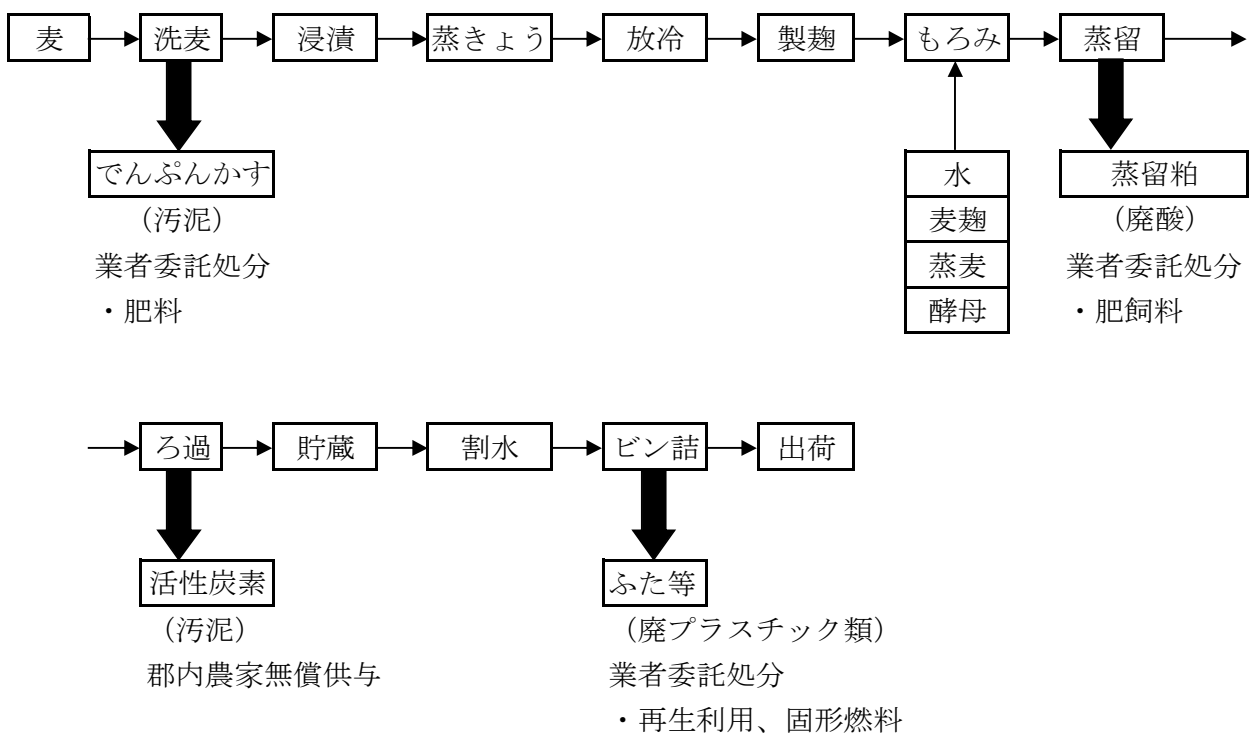 麦 洗麦 浸漬 蒸きょう 放冷 製麹 もろみ 蒸留
でんぷんかす 水 蒸留粕
(汚泥) 麦麹 (廃酸)
業者委託処分 蒸麦 業者委託処分
・肥料 酵母 ・肥飼料
ろ過 貯蔵 割水 ビン詰 出荷
活性炭素 ふた等
(汚泥) (廃プラスチック類)
郡内農家無償供与 業者委託処分
・再生利用、固形燃料